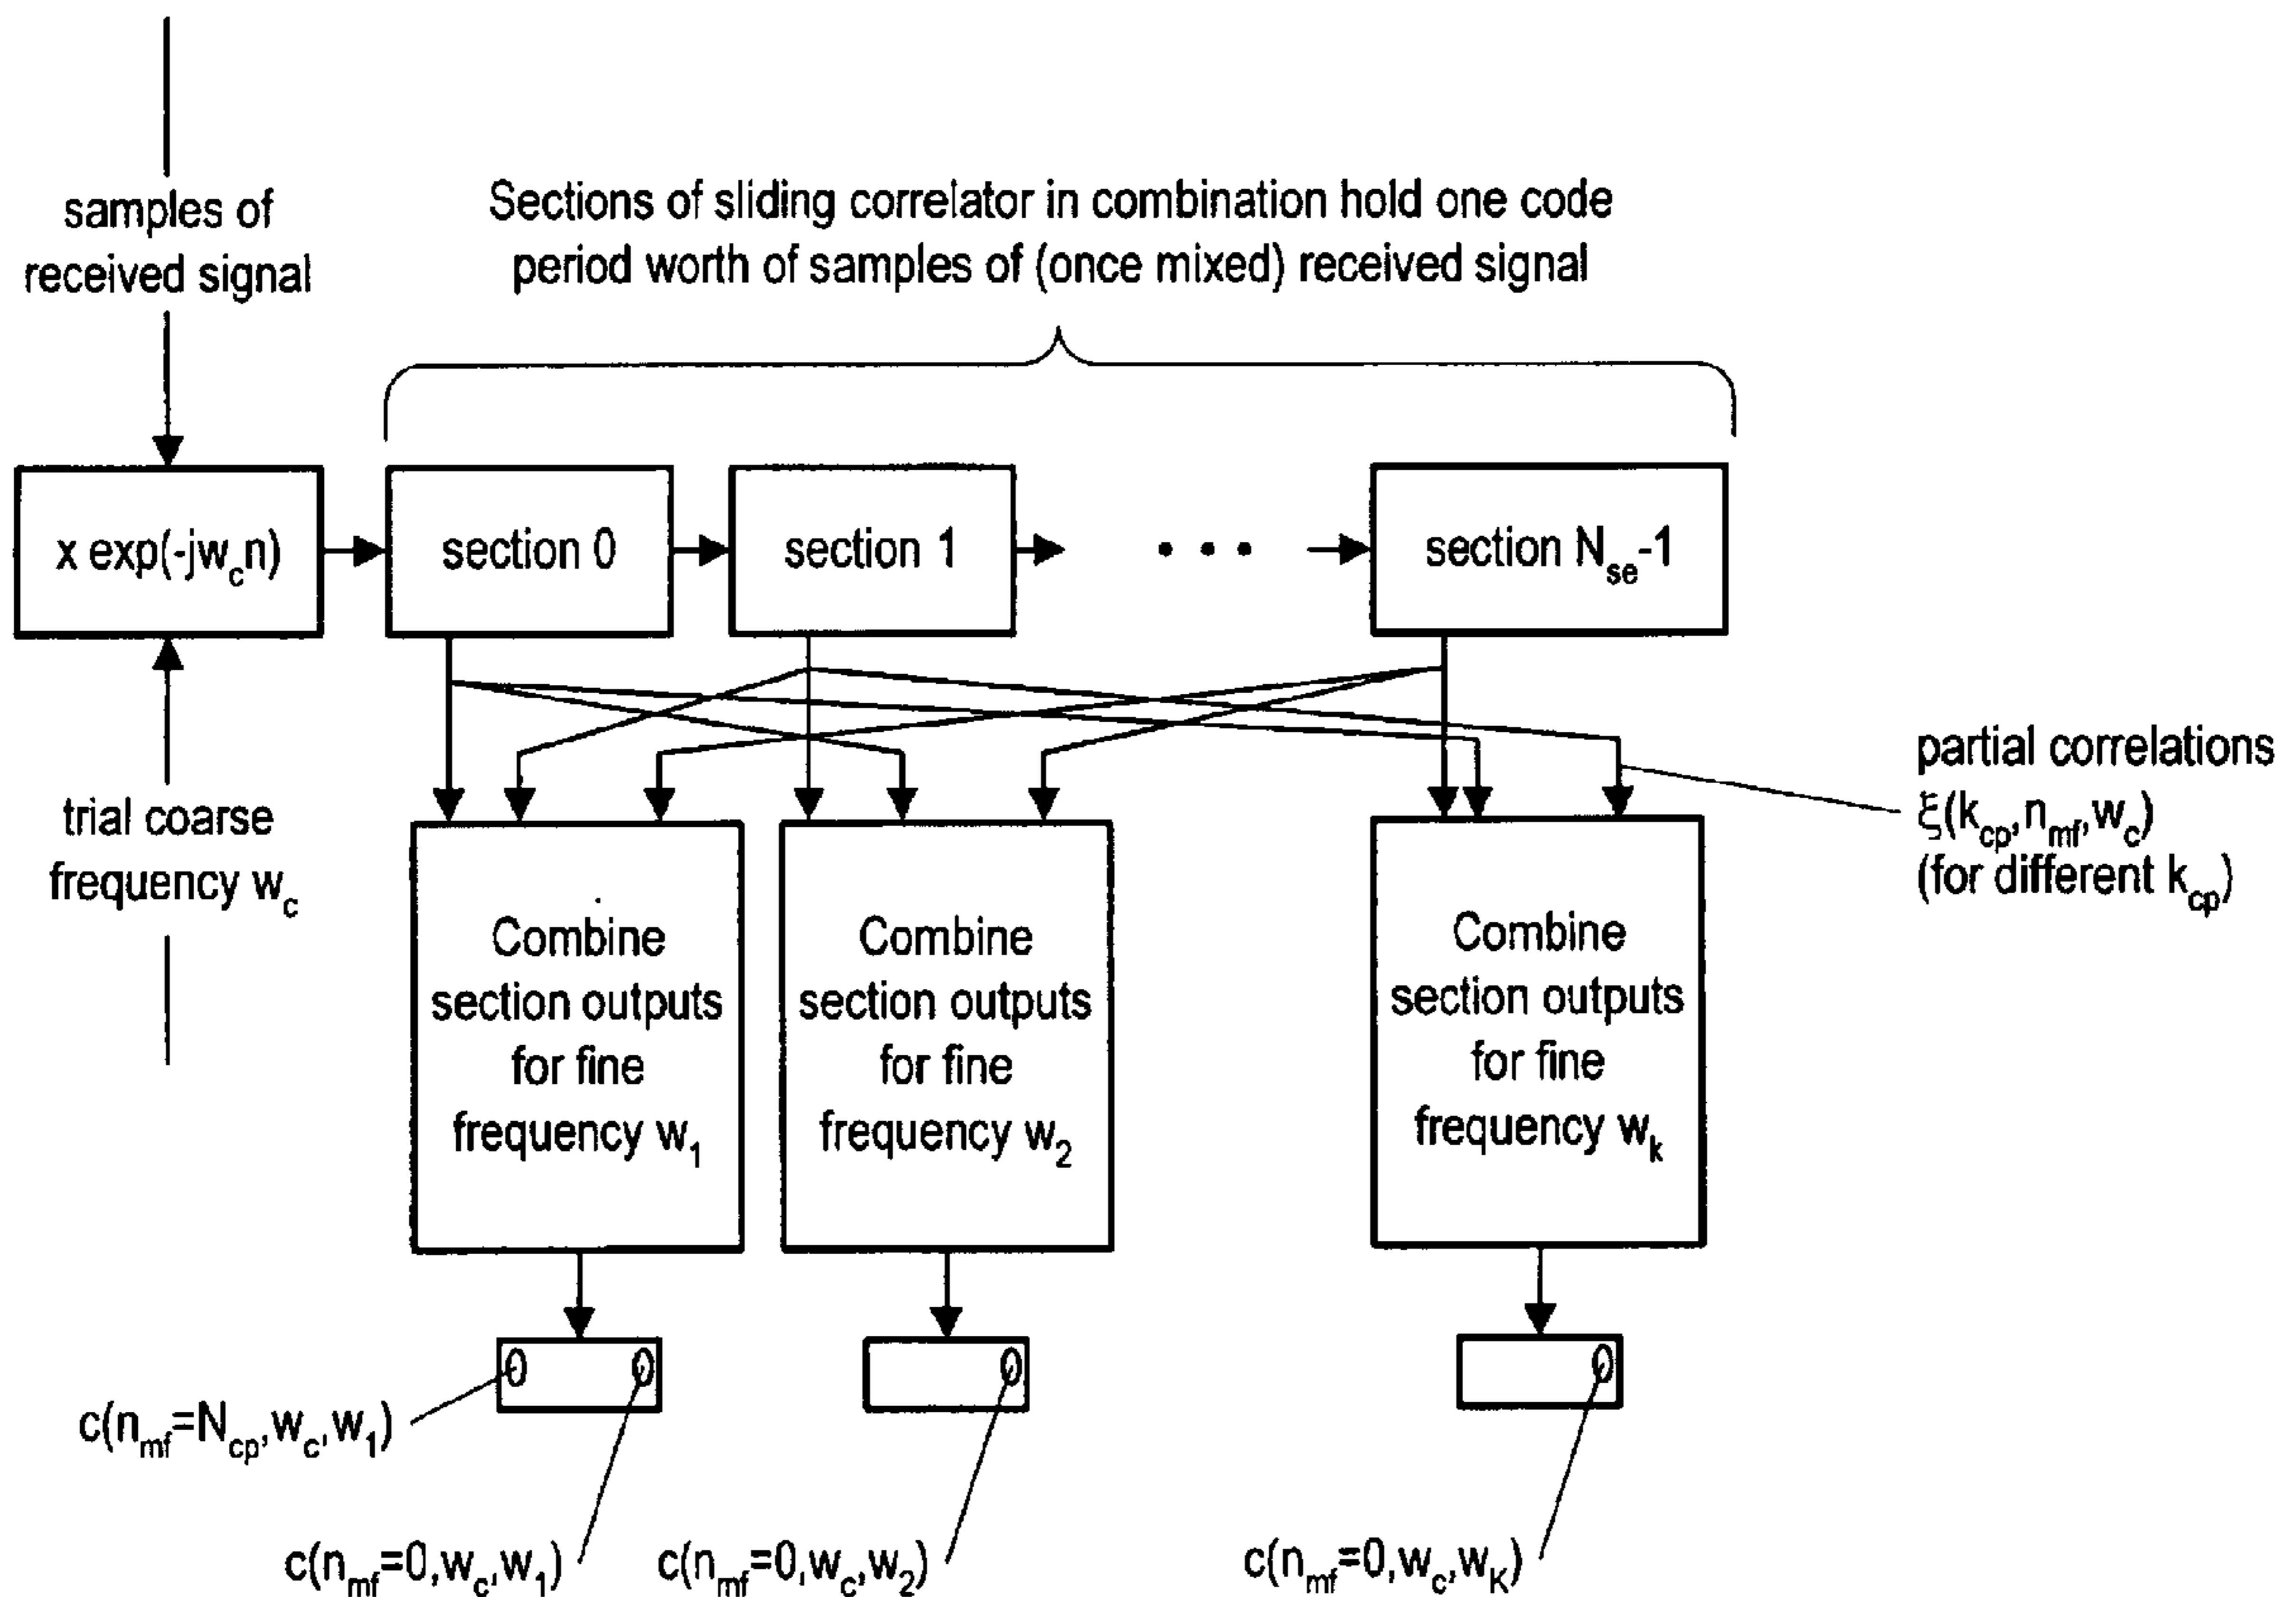 samples of
received signal
Sections of sliding correlator in combination hold one code
period worth of samples of (once mixed) received signal
x exp(-jw_c n)
section 0
section 1
• • •
section N_se-1
trial coarse
frequency w_c
partial correlations
ξ(k_cp,n_mf,w_c)
(for different k_cp)
Combine
section outputs
for fine
frequency w_1
Combine
section outputs
for fine
frequency w_2
Combine
section outputs
for fine
frequency w_k
0 0
0
0
c(n_mf=N_cp,w_c,w_1)
c(n_mf=0,w_c,w_1)
c(n_mf=0,w_c,w_2)
c(n_mf=0,w_c,w_K)